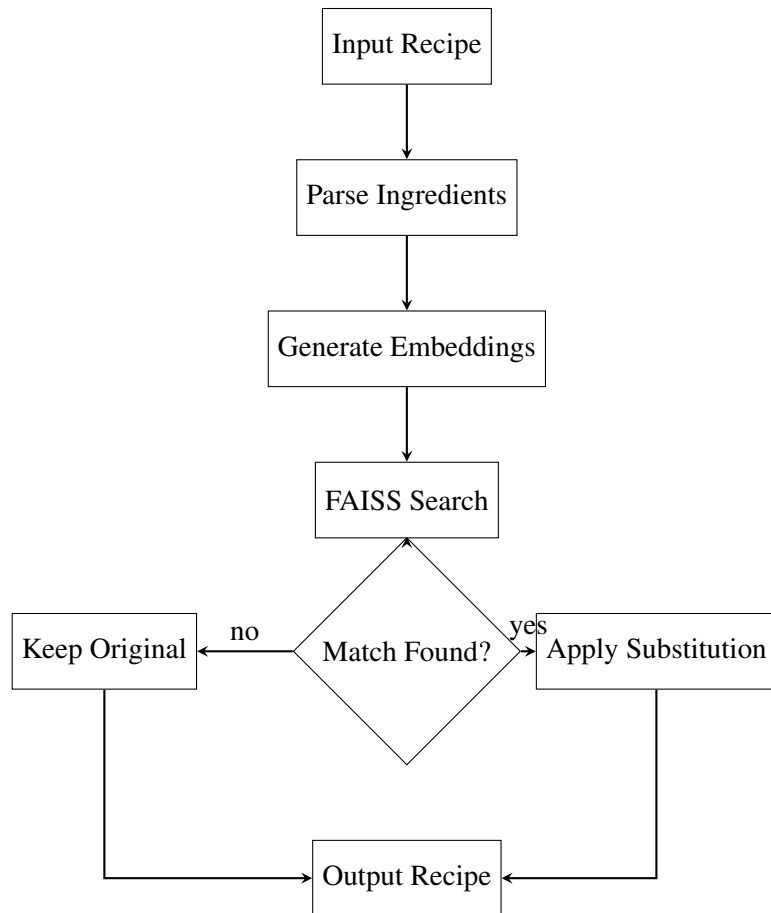 Input Recipe
Parse Ingredients
Generate Embeddings
FAISS Search
no
yes
Keep Original
Match Found?
Apply Substitution
Output Recipe